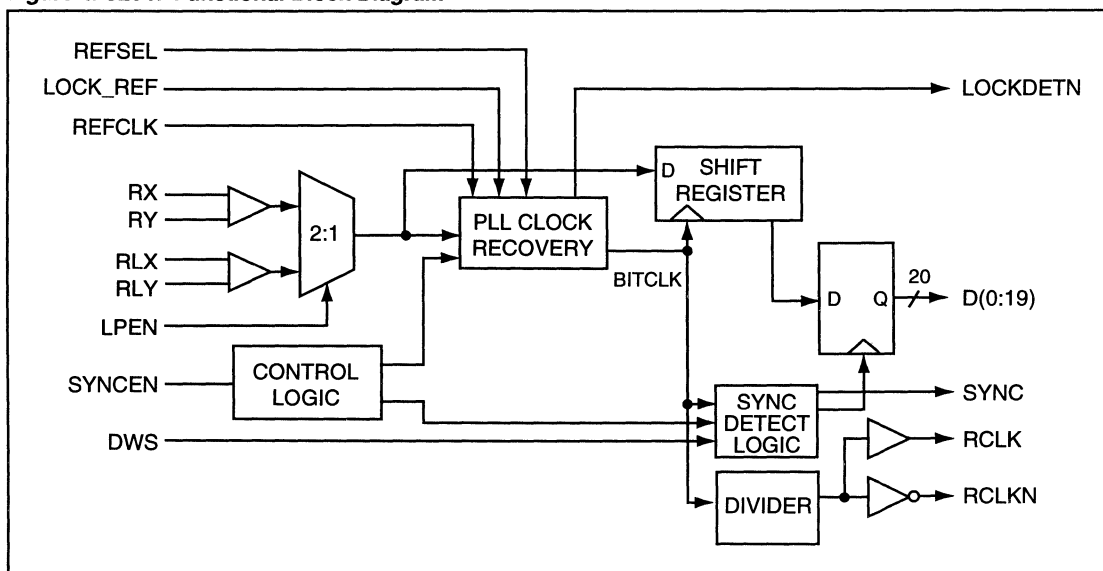 REFSEL
LOCK_REF
REFCLK
LOCKDETN
RX
RY
2:1
PLL CLOCK
RECOVERY
D SHIFT
REGISTER
RLX
RLY
BITCLK
LPEN
D Q
20
D(0:19)
SYNCEN
CONTROL
LOGIC
SYNC
DETECT
LOGIC
SYNC
DWS
RCLK
DIVIDER
RCLKN